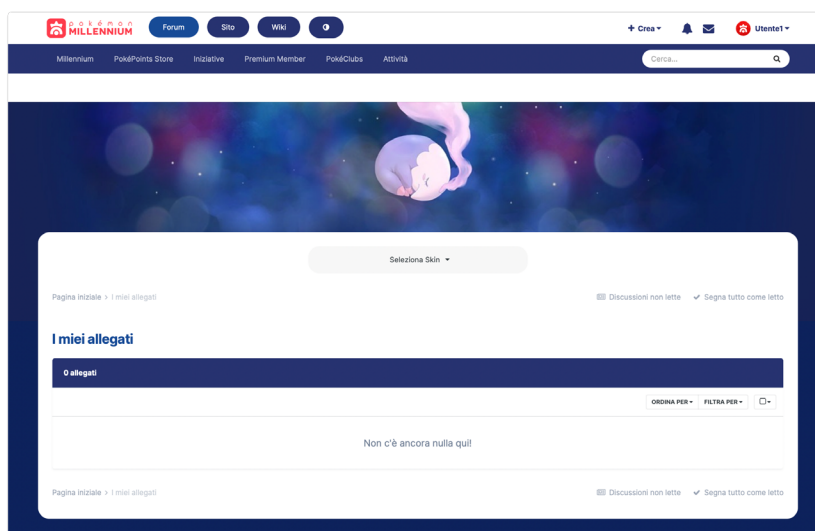 pokémon
MILLENNIUM
Forum Sito Wiki
Crea Utente1
Millennium PokéPoints Store Iniziative Premium Member PokéClubs Attività Cerca...
Seleziona Skin
Pagina iniziale > I miei allegati Discussioni non lette Segna tutto come letto
I miei allegati
0 allegati
ORDINA PER FILTRA PER
Non c'è ancora nulla qui!
Pagina iniziale > I miei allegati Discussioni non lette Segna tutto come letto